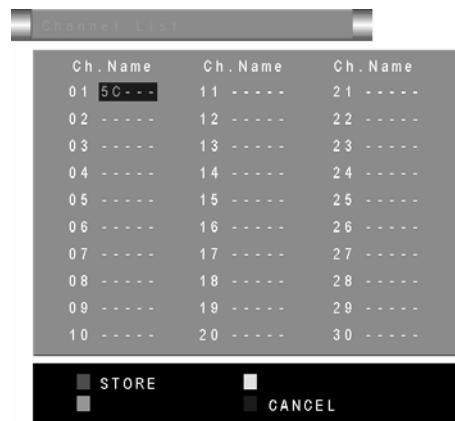 Channel List
Ch.Name Ch.Name Ch.Name
01 5C--- 11 ----- 21 -----
02 ----- 12 ----- 22 -----
03 ----- 13 ----- 23 -----
04 ----- 14 ----- 24 -----
05 ----- 15 ----- 25 -----
06 ----- 16 ----- 26 -----
07 ----- 17 ----- 27 -----
08 ----- 18 ----- 28 -----
09 ----- 19 ----- 29 -----
10 ----- 20 ----- 30 -----
STORE
CANCEL